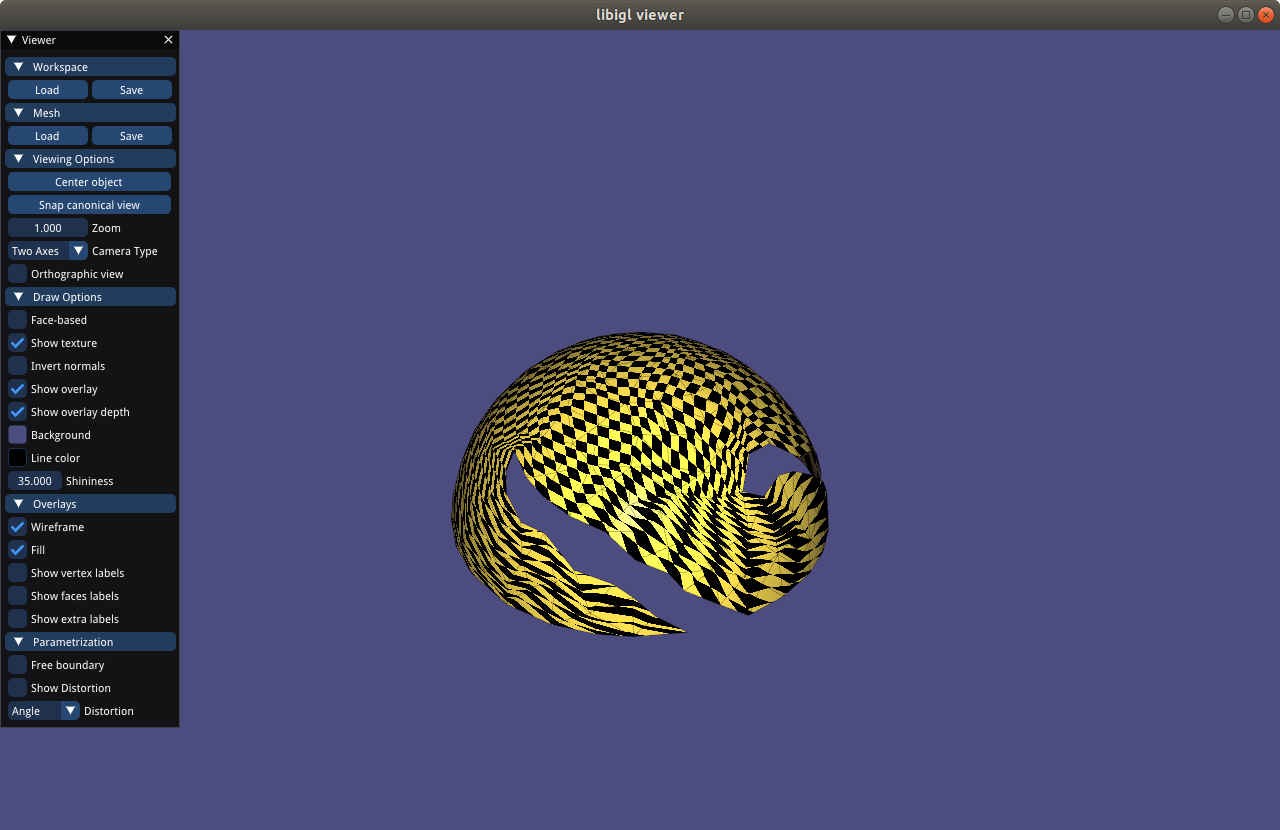 libigl viewer
Viewer
Workspace
Load Save
Mesh
Load Save
Viewing Options
Center object
Snap canonical view
1.000 Zoom
Two Axes Camera Type
Orthographic view
Draw Options
Face-based
Show texture
Invert normals
Show overlay
Show overlay depth
Background
Line color
35.000 Shininess
Overlays
Wireframe
Fill
Show vertex labels
Show faces labels
Show extra labels
Parametrization
Free boundary
Show Distortion
Angle Distortion